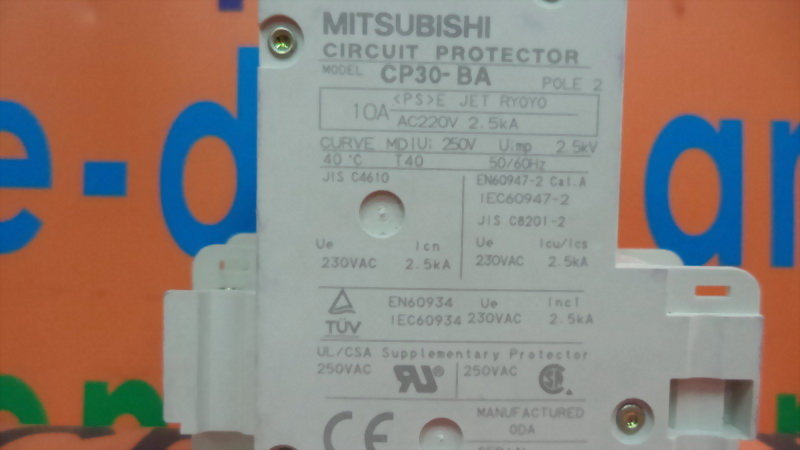 MITSUBISHI
CIRCUIT PROTECTOR
MODEL CP30-BA POLE 2
10A <PS>E JET RYOYO
AC220V 2.5kA
CURVE MD Ui 250V Uimp 2.5kV
40°C T40 50/60Hz
JIS C4610
EN60947-2 Cat.A
IEC60947-2
JIS C8201-2
Ue Icn
230VAC 2.5kA
Ue Icu/Ics
230VAC 2.5kA
TÜV
EN60934 Ue Inc1
IEC60934 230VAC 2.5kA
UL/CSA Supplementary Protector
250VAC 250VAC
CE
MANUFACTURED
ODA
e-d
an